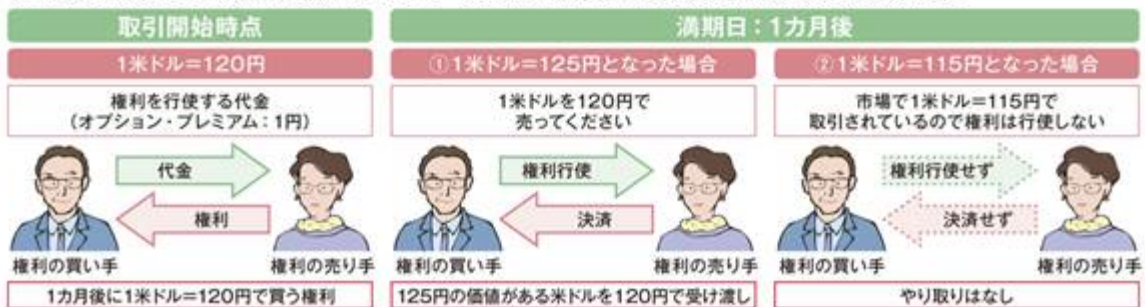 取引開始時点
満期日：1カ月後
1米ドル＝120円
①1米ドル＝125円となった場合
②1米ドル＝115円となった場合
権利を行使する代金
（オプション・プレミアム：1円）
1米ドルを120円で
売ってください
市場で1米ドル＝115円で
取引されているので権利は行使しない
代金
権利
権利の買い手
権利の売り手
権利行使
決済
権利の買い手
権利の売り手
権利行使せず
決済せず
権利の買い手
権利の売り手
1カ月後に1米ドル＝120円で買う権利
125円の価値がある米ドルを120円で受け渡し
やり取りはなし